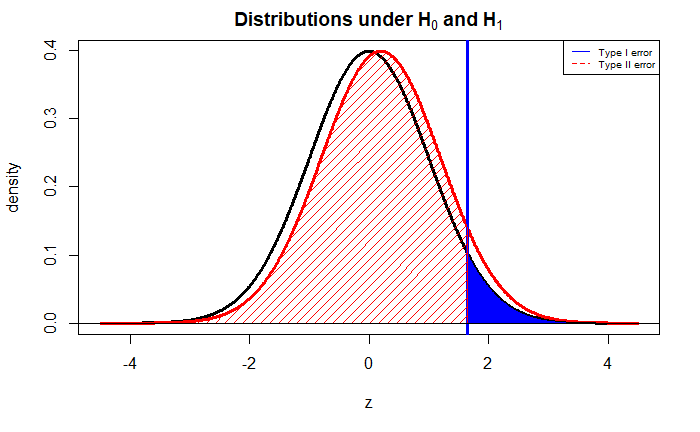 Distributions under H₀ and H₁
Type I error
Type II error
density
0.4
0.3
0.2
0.1
0.0
-4 -2 0 2 4
z